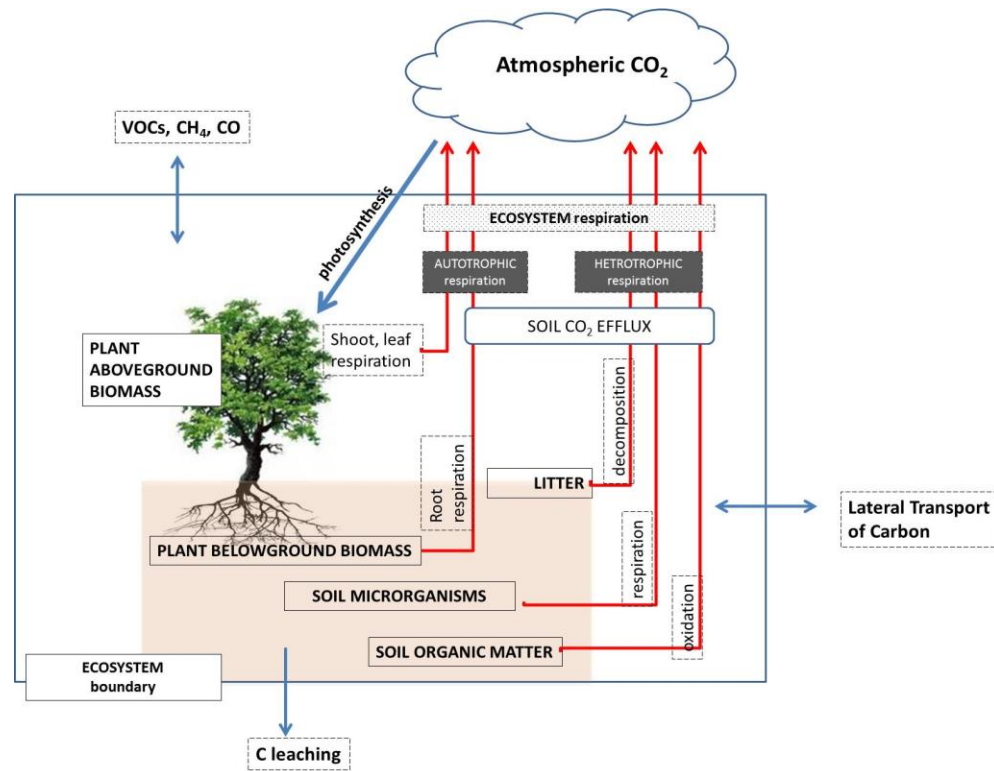 Atmospheric CO₂
VOCs, CH₄, CO
photosynthesis
ECOSYSTEM respiration
AUTOTROPHIC
respiration
HETROTROPHIC
respiration
SOIL CO₂ EFFLUX
Shoot, leaf
respiration
PLANT
ABOVEGROUND
BIOMASS
decomposition
Root
respiration
LITTER
Lateral Transport
of Carbon
PLANT BELOWGROUND BIOMASS
respiration
SOIL MICRORGANISMS
oxidation
SOIL ORGANIC MATTER
ECOSYSTEM
boundary
C leaching